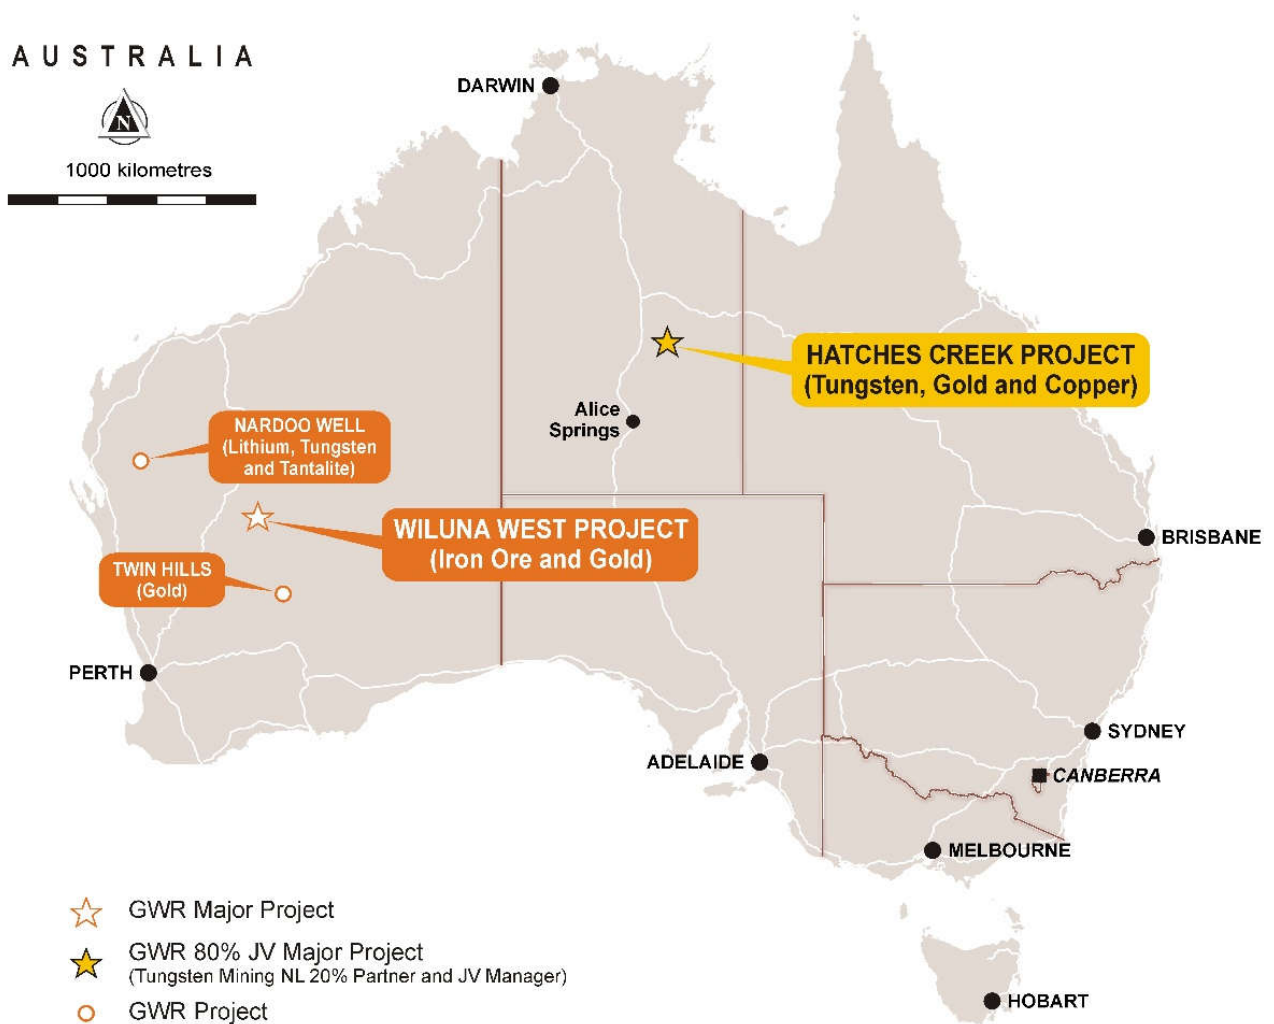 AUSTRALIA
N
1000 kilometres
DARWIN
HATCHES CREEK PROJECT
(Tungsten, Gold and Copper)
Alice
Springs
NARDOO WELL
(Lithium, Tungsten
and Tantalite)
WILUNA WEST PROJECT
(Iron Ore and Gold)
BRISBANE
TWIN HILLS
(Gold)
PERTH
SYDNEY
ADELAIDE
CANBERRA
MELBOURNE
GWR Major Project
GWR 80% JV Major Project
(Tungsten Mining NL 20% Partner and JV Manager)
GWR Project
HOBART